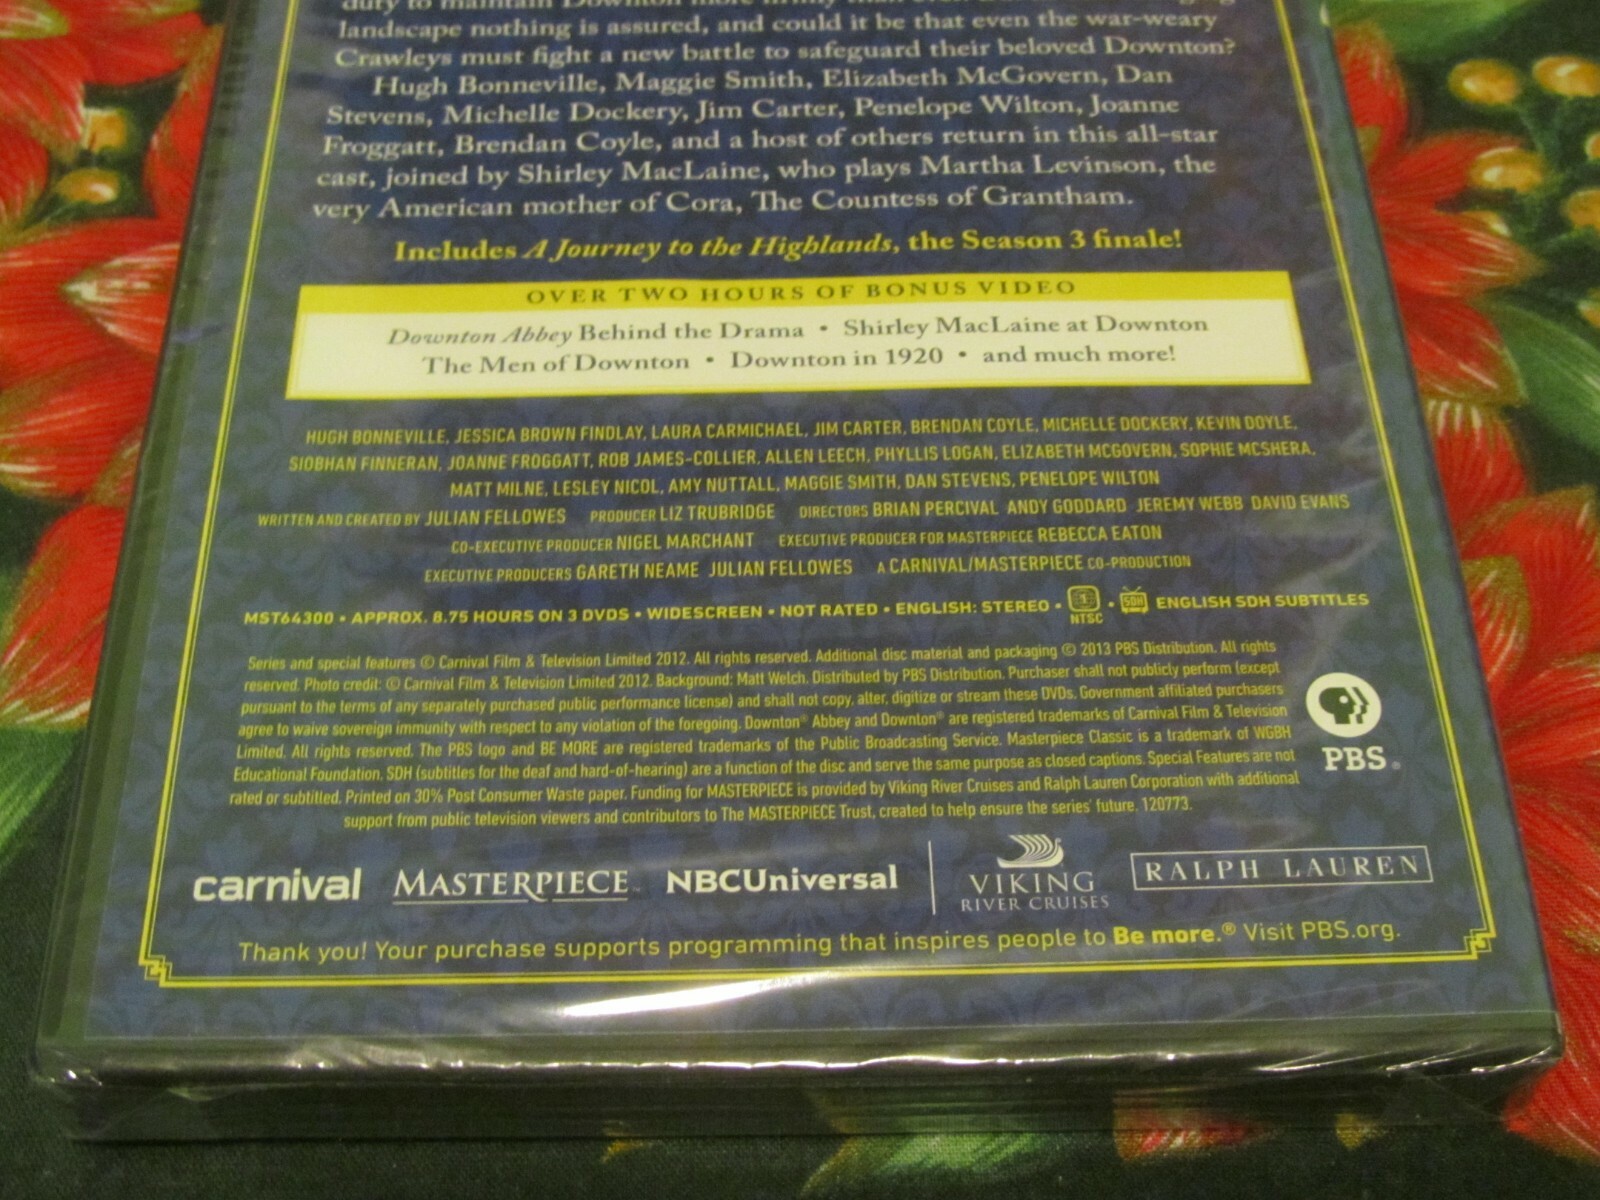 duty to maintain Downton more firmly than ever
landscape nothing is assured, and could it be that even the war-weary
Crawleys must fight a new battle to safeguard their beloved Downton?
Hugh Bonneville, Maggie Smith, Elizabeth McGovern, Dan
Stevens, Michelle Dockery, Jim Carter, Penelope Wilton, Joanne
Froggatt, Brendan Coyle, and a host of others return in this all-star
cast, joined by Shirley MacLaine, who plays Martha Levinson, the
very American mother of Cora, The Countess of Grantham.
Includes A Journey to the Highlands, the Season 3 finale!
OVER TWO HOURS OF BONUS VIDEO
Downton Abbey Behind the Drama • Shirley MacLaine at Downton
The Men of Downton • Downton in 1920 • and much more!
HUGH BONNEVILLE, JESSICA BROWN FINDLAY, LAURA CARMICHAEL, JIM CARTER, BRENDAN COYLE, MICHELLE DOCKERY, KEVIN DOYLE,
SIOBHAN FINNERAN, JOANNE FROGGATT, ROB JAMES-COLLIER, ALLEN LEECH, PHYLLIS LOGAN, ELIZABETH MCGOVERN, SOPHIE MCSHERA,
MATT MILNE, LESLEY NICOL, AMY NUTTALL, MAGGIE SMITH, DAN STEVENS, PENELOPE WILTON
WRITTEN AND CREATED BY JULIAN FELLOWES PRODUCER LIZ TRUBRIDGE DIRECTORS BRIAN PERCIVAL ANDY GODDARD JEREMY WEBB DAVID EVANS
CO-EXECUTIVE PRODUCER NIGEL MARCHANT EXECUTIVE PRODUCER FOR MASTERPIECE REBECCA EATON
EXECUTIVE PRODUCERS GARETH NEAME JULIAN FELLOWES A CARNIVAL/MASTERPIECE CO-PRODUCTION
MST64300 • APPROX. 8.75 HOURS ON 3 DVDS • WIDESCREEN • NOT RATED • ENGLISH: STEREO • 1 NTSC • SDH ENGLISH SDH SUBTITLES
Series and special features © Carnival Film & Television Limited 2012. All rights reserved. Additional disc material and packaging © 2013 PBS Distribution. All rights
reserved. Photo credit: © Carnival Film & Television Limited 2012. Background: Matt Welch. Distributed by PBS Distribution. Purchaser shall not publicly perform (except
pursuant to the terms of any separately purchased public performance license) and shall not copy, alter, digitize or stream these DVDs. Government affiliated purchasers
agree to waive sovereign immunity with respect to any violation of the foregoing. Downton® Abbey and Downton® are registered trademarks of Carnival Film & Television
Limited. All rights reserved. The PBS logo and BE MORE are registered trademarks of the Public Broadcasting Service. Masterpiece Classic is a trademark of WGBH
Educational Foundation. SDH (subtitles for the deaf and hard-of-hearing) are a function of the disc and serve the same purpose as closed captions. Special Features are not
rated or subtitled. Printed on 30% Post Consumer Waste paper. Funding for MASTERPIECE is provided by Viking River Cruises and Ralph Lauren Corporation with additional
support from public television viewers and contributors to The MASTERPIECE Trust, created to help ensure the series' future. 120773.
PBS®
carnival MASTERPIECE NBCUniversal VIKING RIVER CRUISES RALPH LAUREN
Thank you! Your purchase supports programming that inspires people to Be more.® Visit PBS.org.